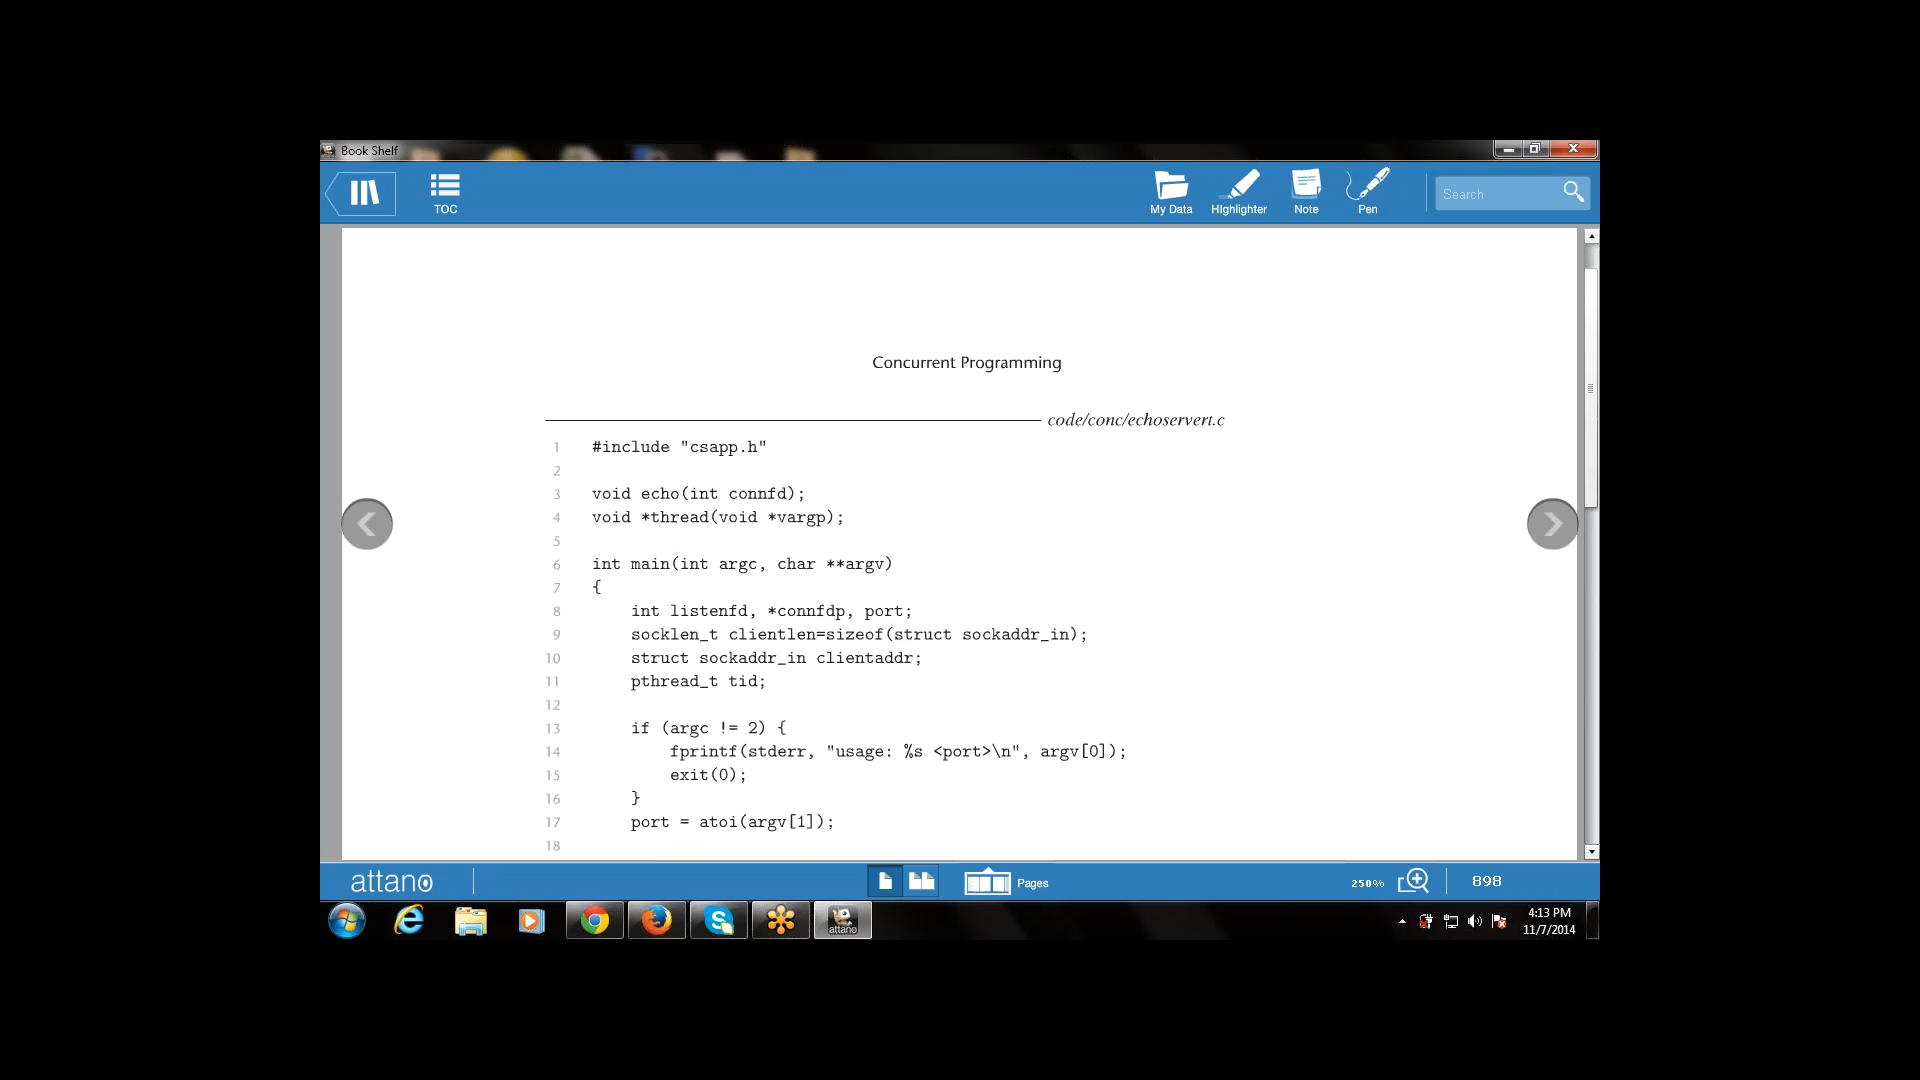 Book Shelf
TOC
My Data
HIghlighter
Note
Pen
Search
Concurrent Programming
code/conc/echoservert.c
1 #include "csapp.h"
2
3 void echo(int connfd);
4 void *thread(void *vargp);
5
6 int main(int argc, char **argv)
7 {
8 int listenfd, *connfdp, port;
9 socklen_t clientlen=sizeof(struct sockaddr_in);
10 struct sockaddr_in clientaddr;
11 pthread_t tid;
12
13 if (argc != 2) {
14 fprintf(stderr, "usage: %s <port>\n", argv[0]);
15 exit(0);
16 }
17 port = atoi(argv[1]);
18
attano
Pages
250%
898
attano
4:13 PM
11/7/2014